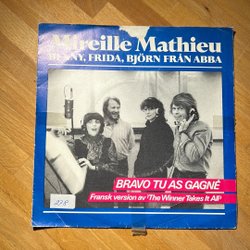 Mireille Mathieu
BENNY, FRIDA, BJÖRN FRÅN ABBA
BRAVO TU AS GAGNÉ
Fransk version av 'The Winner Takes It All'